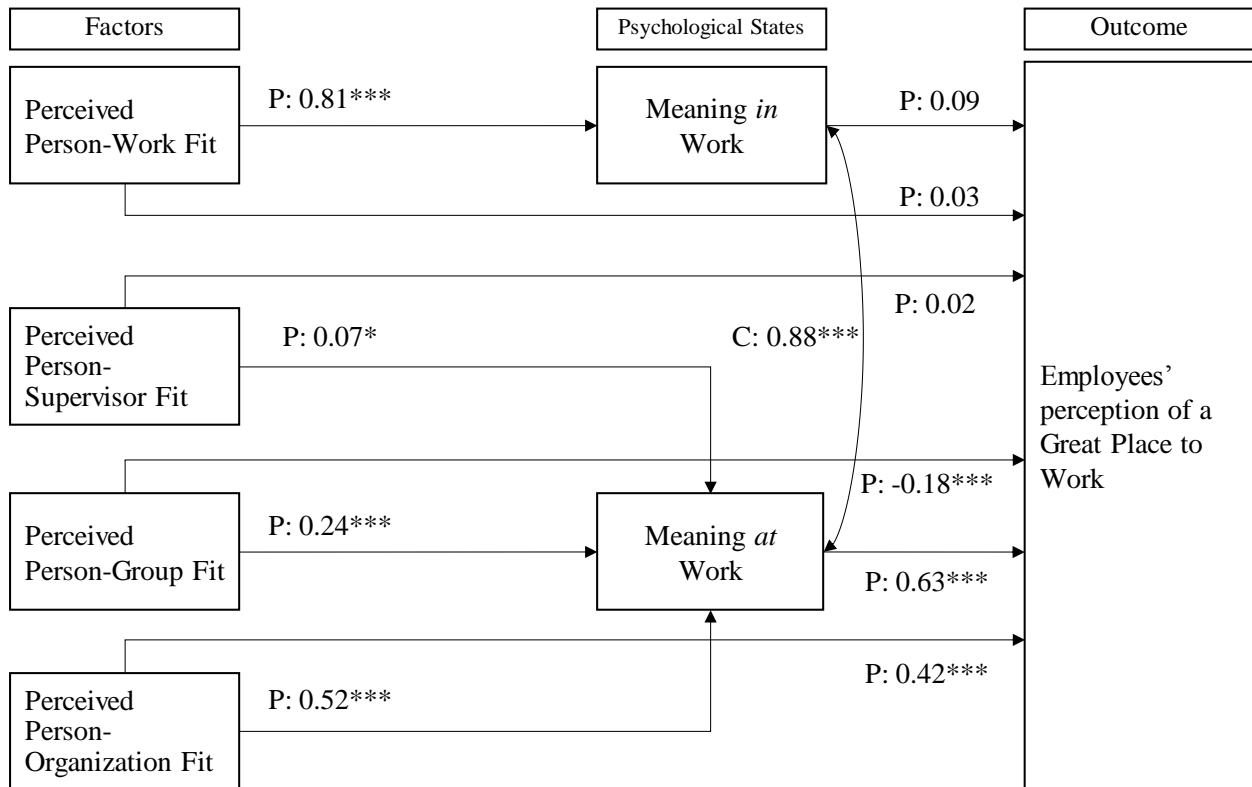 Factors
Psychological States
Outcome
Perceived
Person-Work Fit
P: 0.81***
Meaning in
Work
P: 0.09
P: 0.03
Perceived
Person-
Supervisor Fit
P: 0.07*
P: 0.02
C: 0.88***
Employees’
perception of a
Great Place to
Work
Perceived
Person-Group Fit
P: 0.24***
Meaning at
Work
P: -0.18***
P: 0.63***
Perceived
Person-
Organization Fit
P: 0.52***
P: 0.42***